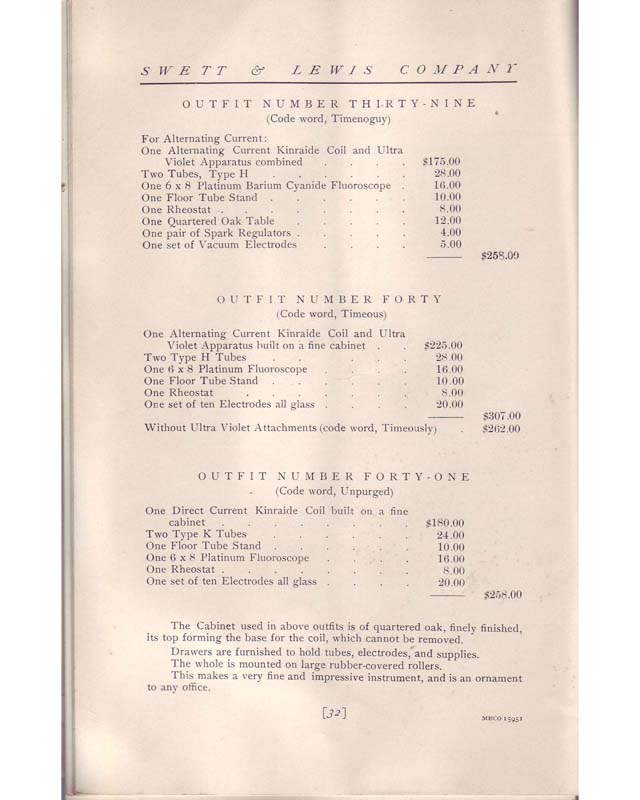 SWETT & LEWIS COMPANY
OUTFIT NUMBER THIRTY-NINE
(Code word, Timenoguy)
For Alternating Current:
One Alternating Current Kinraide Coil and Ultra
Violet Apparatus combined . . . . $175.00
Two Tubes, Type H . . . . . . 28.00
One 6 x 8 Platinum Barium Cyanide Fluoroscope . 16.00
One Floor Tube Stand . . . . . . 10.00
One Rheostat . . . . . . . . 8.00
One Quartered Oak Table . . . . . 12.00
One pair of Spark Regulators . . . . . 4.00
One set of Vacuum Electrodes . . . . 5.00
$258.00
OUTFIT NUMBER FORTY
(Code word, Timeous)
One Alternating Current Kinraide Coil and Ultra
Violet Apparatus built on a fine cabinet . . $225.00
Two Type H Tubes . . . . . 28.00
One 6 x 8 Platinum Fluoroscope . . . . 16.00
One Floor Tube Stand . . . . . . 10.00
One Rheostat . . . . . . . 8.00
One set of ten Electrodes all glass . . . . 20.00
$307.00
Without Ultra Violet Attachments (code word, Timeously) . $262.00
OUTFIT NUMBER FORTY-ONE
(Code word, Unpurged)
One Direct Current Kinraide Coil built on a fine
cabinet . . . . . . . . $180.00
Two Type K Tubes . . . . . . 24.00
One Floor Tube Stand . . . . . . 10.00
One 6 x 8 Platinum Fluoroscope . . . . 16.00
One Rheostat . . . . . . . . 8.00
One set of ten Electrodes all glass . . . . 20.00
$258.00
The Cabinet used in above outfits is of quartered oak, finely finished,
its top forming the base for the coil, which cannot be removed.
Drawers are furnished to hold tubes, electrodes, and supplies.
The whole is mounted on large rubber-covered rollers.
This makes a very fine and impressive instrument, and is an ornament
to any office.
[32]
MECO 15951